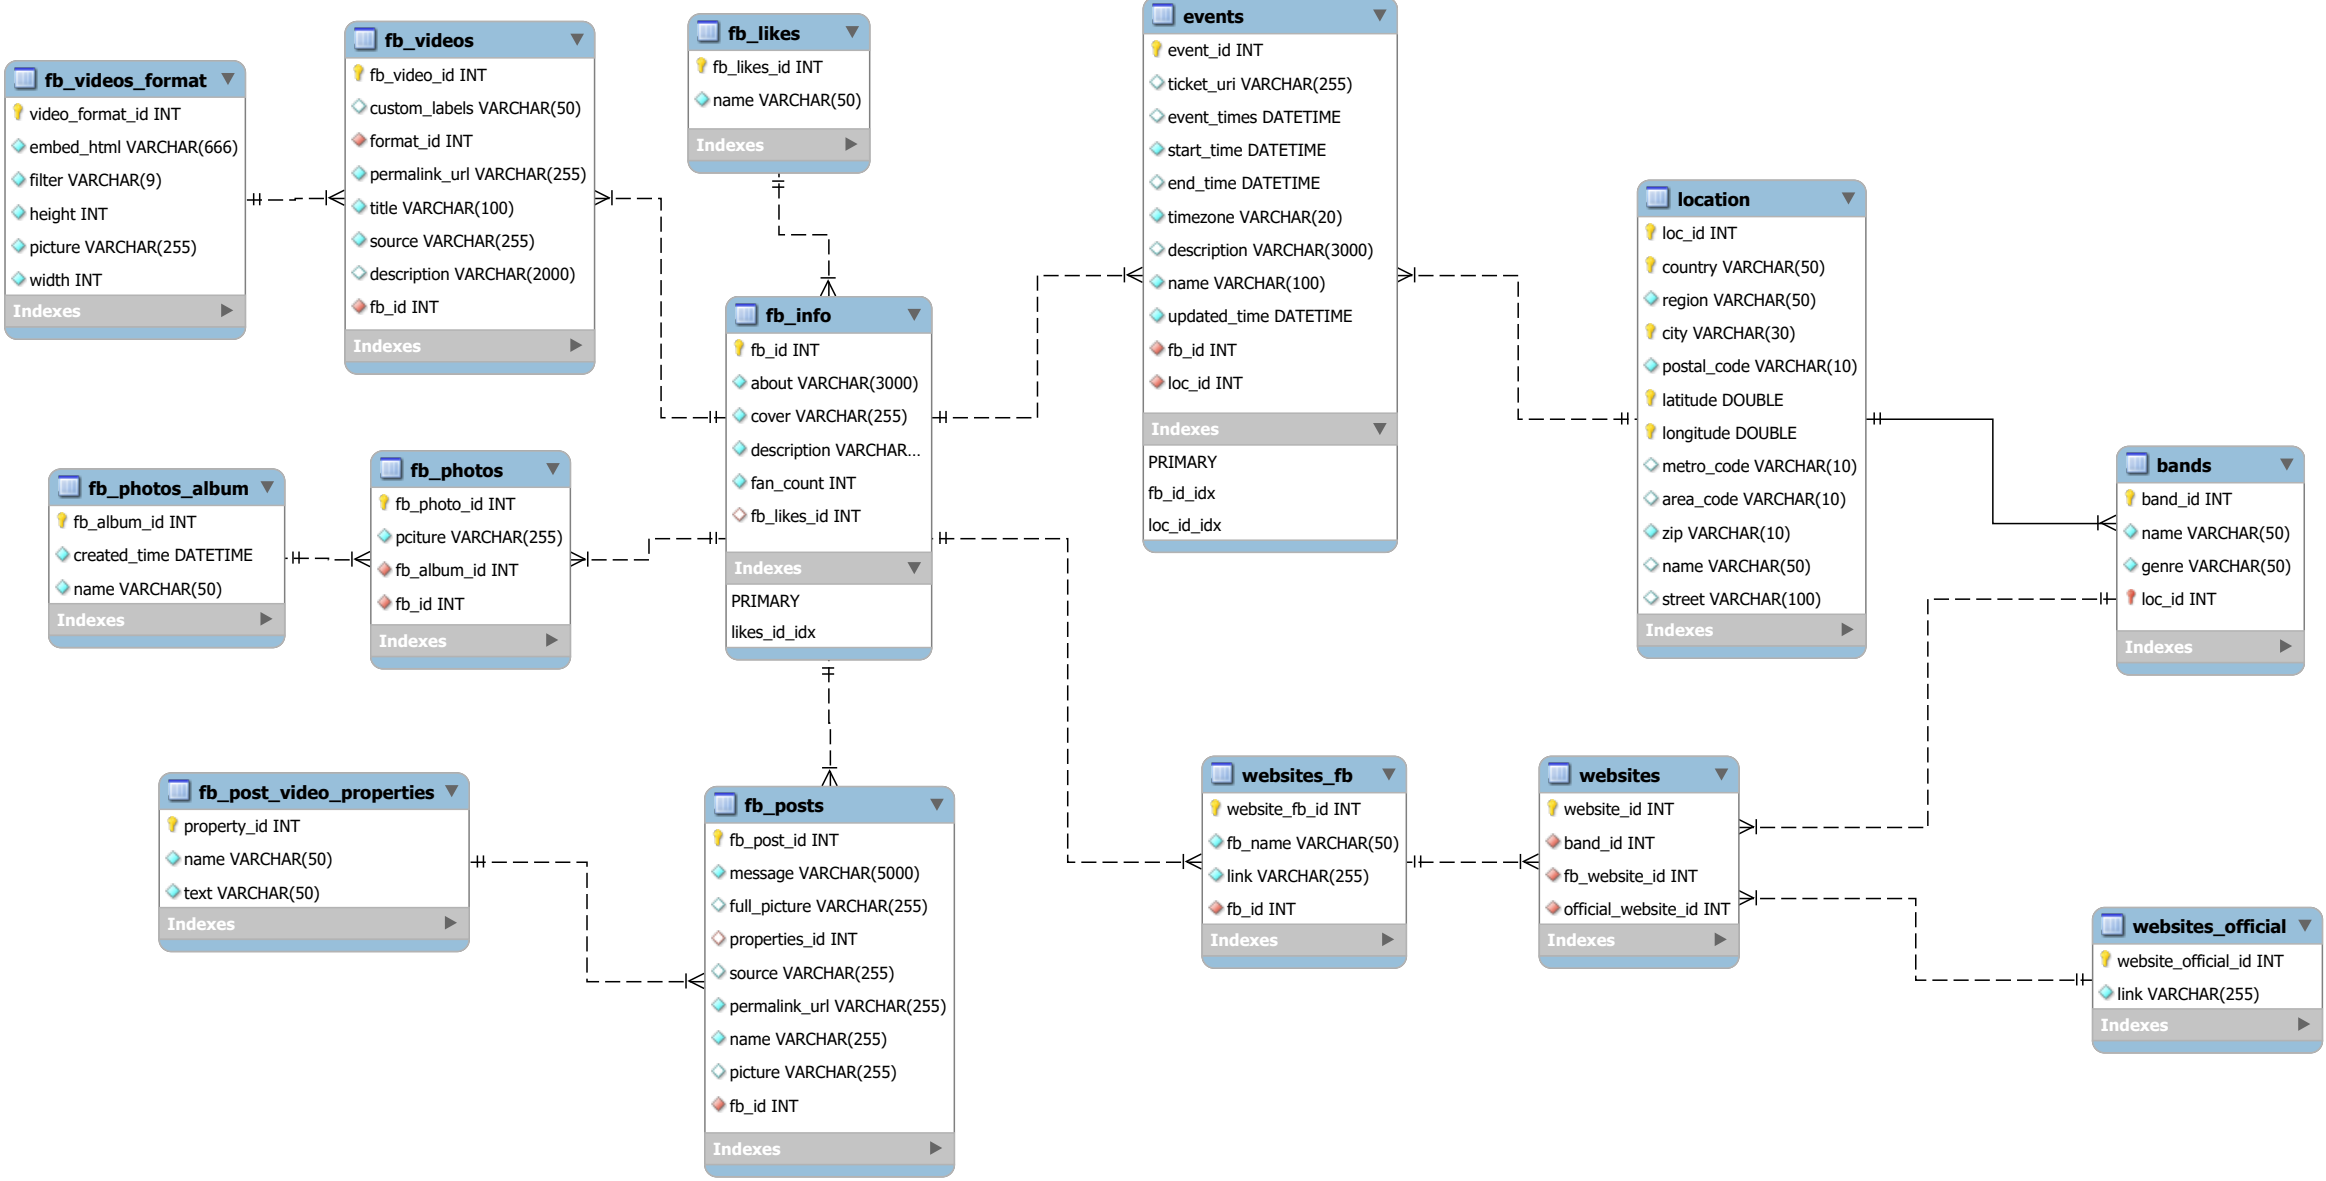 fb_videos_format
video_format_id INT
embed_html VARCHAR(666)
filter VARCHAR(9)
height INT
picture VARCHAR(255)
width INT
Indexes
fb_videos
fb_video_id INT
custom_labels VARCHAR(50)
format_id INT
permalink_url VARCHAR(255)
title VARCHAR(100)
source VARCHAR(255)
description VARCHAR(2000)
fb_id INT
Indexes
fb_likes
fb_likes_id INT
name VARCHAR(50)
Indexes
events
event_id INT
ticket_uri VARCHAR(255)
event_times DATETIME
start_time DATETIME
end_time DATETIME
timezone VARCHAR(20)
description VARCHAR(3000)
name VARCHAR(100)
updated_time DATETIME
fb_id INT
loc_id INT
Indexes
PRIMARY
fb_id_idx
loc_id_idx
location
loc_id INT
country VARCHAR(50)
region VARCHAR(50)
city VARCHAR(30)
postal_code VARCHAR(10)
latitude DOUBLE
longitude DOUBLE
metro_code VARCHAR(10)
area_code VARCHAR(10)
zip VARCHAR(10)
name VARCHAR(50)
street VARCHAR(100)
Indexes
fb_info
fb_id INT
about VARCHAR(3000)
cover VARCHAR(255)
description VARCHAR...
fan_count INT
fb_likes_id INT
Indexes
PRIMARY
likes_id_idx
fb_photos_album
fb_album_id INT
created_time DATETIME
name VARCHAR(50)
Indexes
fb_photos
fb_photo_id INT
pciture VARCHAR(255)
fb_album_id INT
fb_id INT
Indexes
bands
band_id INT
name VARCHAR(50)
genre VARCHAR(50)
loc_id INT
Indexes
fb_post_video_properties
property_id INT
name VARCHAR(50)
text VARCHAR(50)
Indexes
fb_posts
fb_post_id INT
message VARCHAR(5000)
full_picture VARCHAR(255)
properties_id INT
source VARCHAR(255)
permalink_url VARCHAR(255)
name VARCHAR(255)
picture VARCHAR(255)
fb_id INT
Indexes
websites_fb
website_fb_id INT
fb_name VARCHAR(50)
link VARCHAR(255)
fb_id INT
Indexes
websites
website_id INT
band_id INT
fb_website_id INT
official_website_id INT
Indexes
websites_official
website_official_id INT
link VARCHAR(255)
Indexes